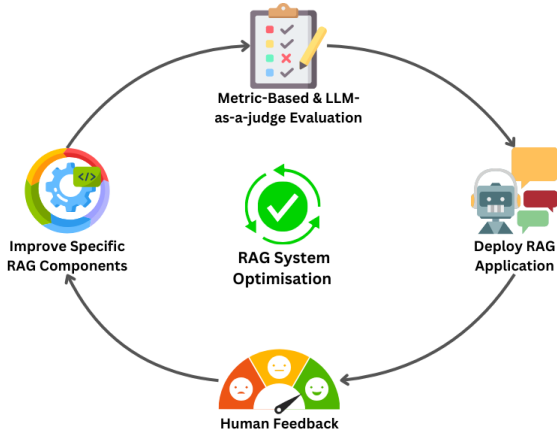 Metric-Based & LLM-
as-a-judge Evaluation
</>
Improve Specific
RAG Components
RAG System
Optimisation
Deploy RAG
Application
Human Feedback